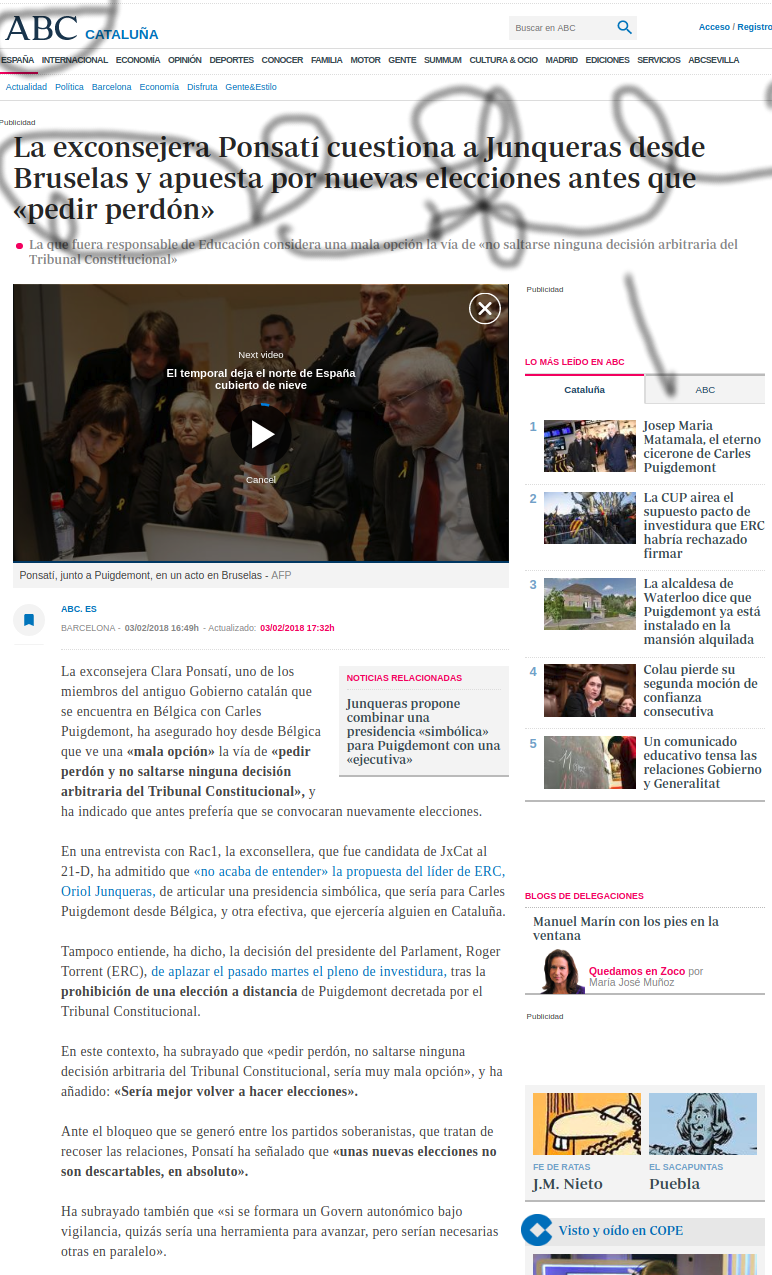 ABC CATALUÑA
Buscar en ABC
Acceso / Registro
ESPAÑA INTERNACIONAL ECONOMÍA OPINIÓN DEPORTES CONOCER FAMILIA MOTOR GENTE SUMMUM CULTURA & OCIO MADRID EDICIONES SERVICIOS ABCSEVILLA
Actualidad Política Barcelona Economía Disfruta Gente&Estilo
Publicidad
La exconsejera Ponsatí cuestiona a Junqueras desde
Bruselas y apuesta por nuevas elecciones antes que
«pedir perdón»
La que fuera responsable de Educación considera una mala opción la vía de «no saltarse ninguna decisión arbitraria del
Tribunal Constitucional»
Next video
El temporal deja el norte de España
cubierto de nieve
Cancel
Ponsatí, junto a Puigdemont, en un acto en Bruselas - AFP
ABC. ES
BARCELONA - 03/02/2018 16:49h - Actualizado: 03/02/2018 17:32h
NOTICIAS RELACIONADAS
Junqueras propone
combinar una
presidencia «simbólica»
para Puigdemont con una
«ejecutiva»
La exconsejera Clara Ponsatí, uno de los
miembros del antiguo Gobierno catalán que
se encuentra en Bélgica con Carles
Puigdemont, ha asegurado hoy desde Bélgica
que ve una «mala opción» la vía de «pedir
perdón y no saltarse ninguna decisión
arbitraria del Tribunal Constitucional», y
ha indicado que antes prefería que se convocaran nuevamente elecciones.
En una entrevista con Rac1, la exconsellera, que fue candidata de JxCat al
21-D, ha admitido que «no acaba de entender» la propuesta del líder de ERC,
Oriol Junqueras, de articular una presidencia simbólica, que sería para Carles
Puigdemont desde Bélgica, y otra efectiva, que ejercería alguien en Cataluña.
Tampoco entiende, ha dicho, la decisión del presidente del Parlament, Roger
Torrent (ERC), de aplazar el pasado martes el pleno de investidura, tras la
prohibición de una elección a distancia de Puigdemont decretada por el
Tribunal Constitucional.
En este contexto, ha subrayado que «pedir perdón, no saltarse ninguna
decisión arbitraria del Tribunal Constitucional, sería muy mala opción», y ha
añadido: «Sería mejor volver a hacer elecciones».
Ante el bloqueo que se generó entre los partidos soberanistas, que tratan de
recoser las relaciones, Ponsatí ha señalado que «unas nuevas elecciones no
son descartables, en absoluto».
Ha subrayado también que «si se formara un Govern autonómico bajo
vigilancia, quizás sería una herramienta para avanzar, pero serían necesarias
otras en paralelo».
Publicidad
LO MÁS LEÍDO EN ABC
Cataluña ABC
1 Josep Maria
Matamala, el eterno
cicerone de Carles
Puigdemont
2 La CUP airea el
supuesto pacto de
investidura que ERC
habría rechazado
firmar
3 La alcaldesa de
Waterloo dice que
Puigdemont ya está
instalado en la
mansión alquilada
4 Colau pierde su
segunda moción de
confianza
consecutiva
5 Un comunicado
educativo tensa las
relaciones Gobierno
y Generalitat
BLOGS DE DELEGACIONES
Manuel Marín con los pies en la
ventana
Quedamos en Zoco por
María José Muñoz
Publicidad
FE DE RATAS EL SACAPUNTAS
J.M. Nieto Puebla
Visto y oído en COPE